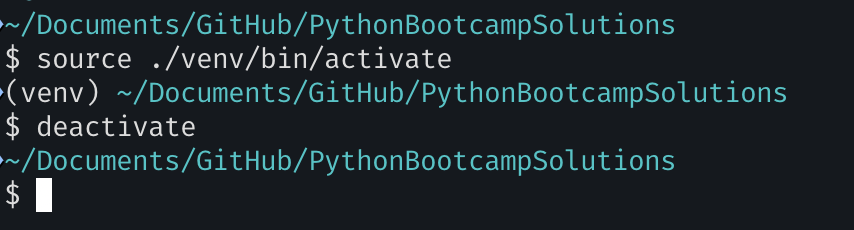 ~/Documents/GitHub/PythonBootcampSolutions
$ source ./venv/bin/activate
(venv) ~/Documents/GitHub/PythonBootcampSolutions
$ deactivate
~/Documents/GitHub/PythonBootcampSolutions
$